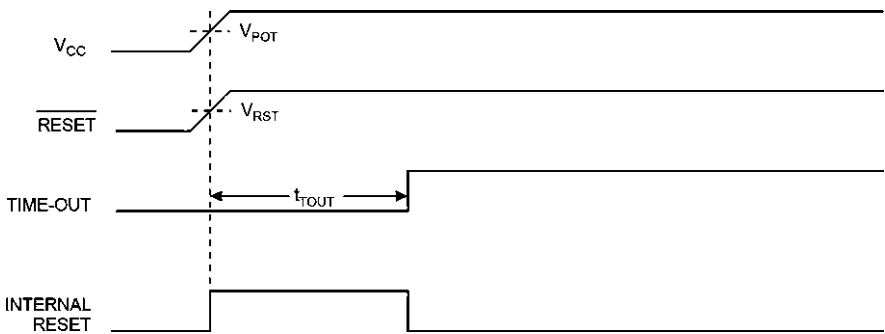 V_CC
V_POT
RESET
V_RST
TIME-OUT
t_TOUT
INTERNAL
RESET